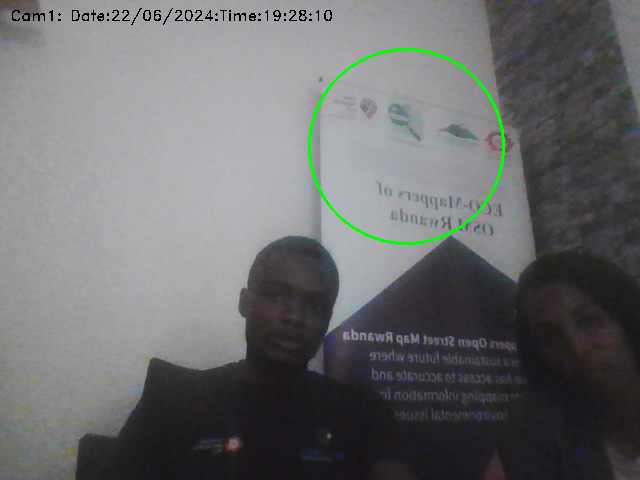 Cam1: Date:22/06/2024:Time:19:28:10
ECO-Mappers of
OSM Rwanda
ppers Open Street Map Rwanda
a sustainable future where
has access to accurate and
mapping information
environmental issues